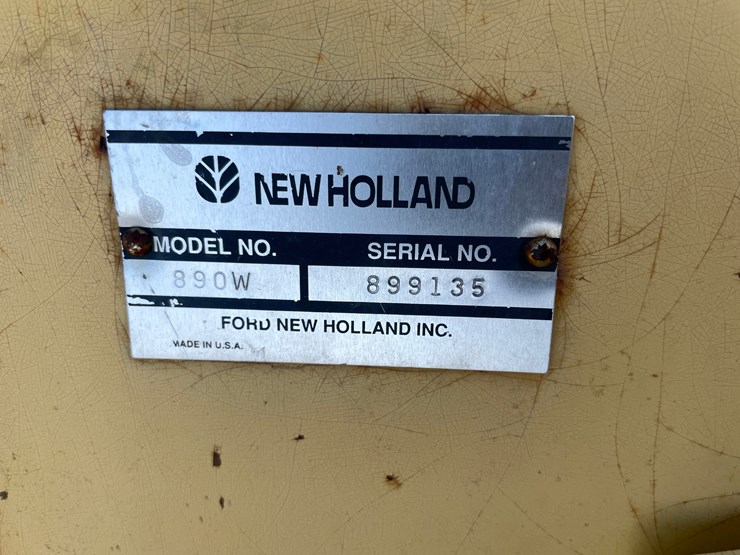 NEW HOLLAND
MODEL NO. SERIAL NO.
890W 899135
FORD NEW HOLLAND INC.
MADE IN U.S.A.